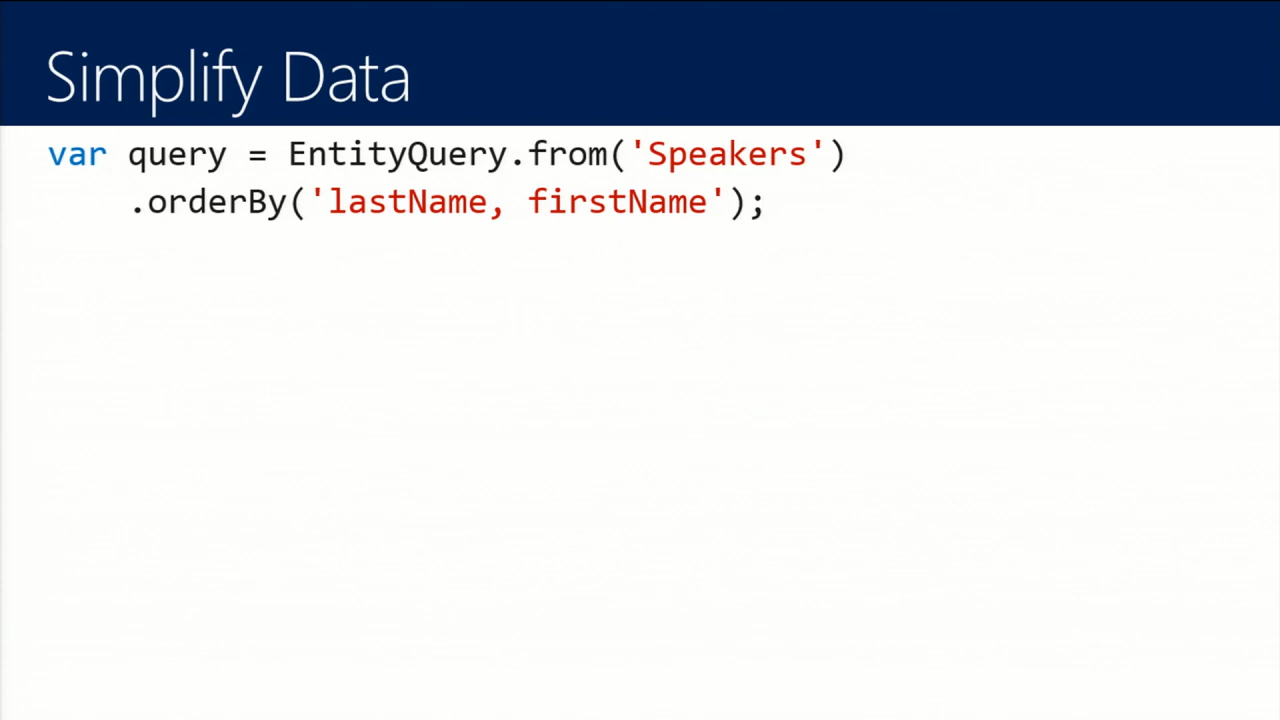 Simplify Data
var query = EntityQuery.from('Speakers')
.orderBy('lastName, firstName');